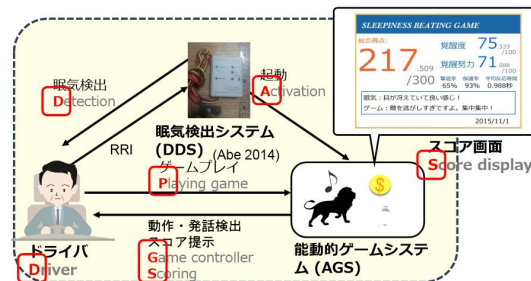 SLEEPINESS BEATING GAME
総合得点:
217.509
/300
覚醒度 75.333
/100
覚醒努力 71.988
/100
撃退率 保護率 平均反応時間
65% 93% 0.988秒
眠気:目が冴えていて良い感じ!
ゲーム:敵を逃がしすぎですよ。集中集中!
2015/11/1
起動
Activation
眠気検出
Detection
RRI
眠気検出システム
(DDS) (Abe 2014)
ゲームプレイ
Playing game
スコア画面
Score display
動作・発話検出
スコア提示
Game controller
Scoring
ドライバ
Driver
$
能動的ゲームシステ
ム (AGS)